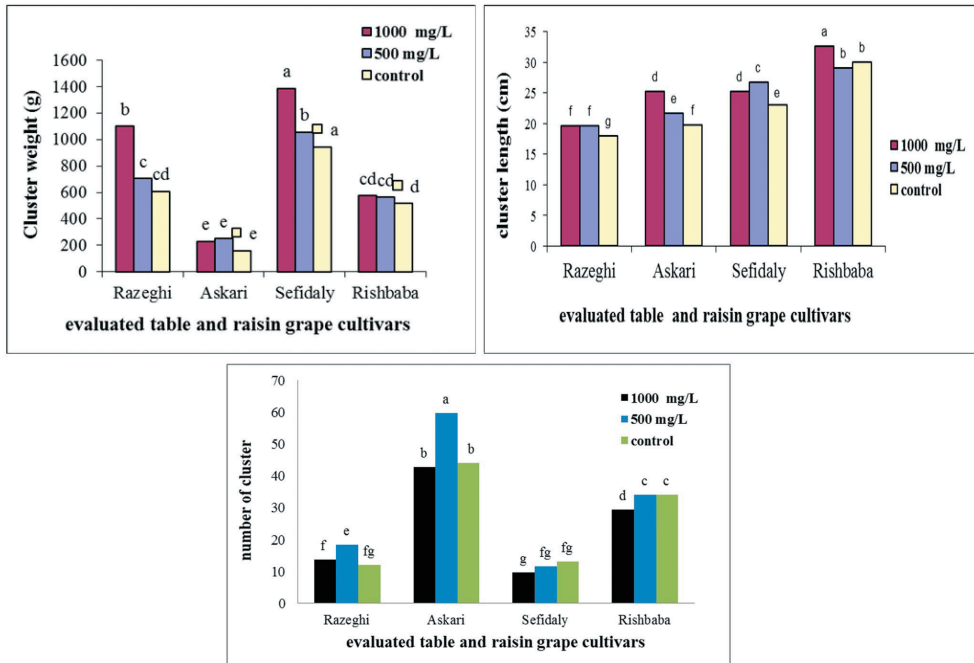 1000 mg/L
500 mg/L
control
Cluster weight (g)
1600
1400
1200
1000
800
600
400
200
0
b c cd
e e e
a b a
cd cd d
Razeghi Askari Sefidaly Rishbaba
evaluated table and raisin grape cultivars
cluster length (cm)
35
30
25
20
15
10
5
0
f f g
d e f
d c e
a b b
1000 mg/L
500 mg/L
control
Razeghi Askari Sefidaly Rishbaba
evaluated table and raisin grape cultivars
number of cluster
70
60
50
40
30
20
10
0
f e fg
b a b
g fg fg
d c c
1000 mg/L
500 mg/L
control
Razeghi Askari Sefidaly Rishbaba
evaluated table and raisin grape cultivars